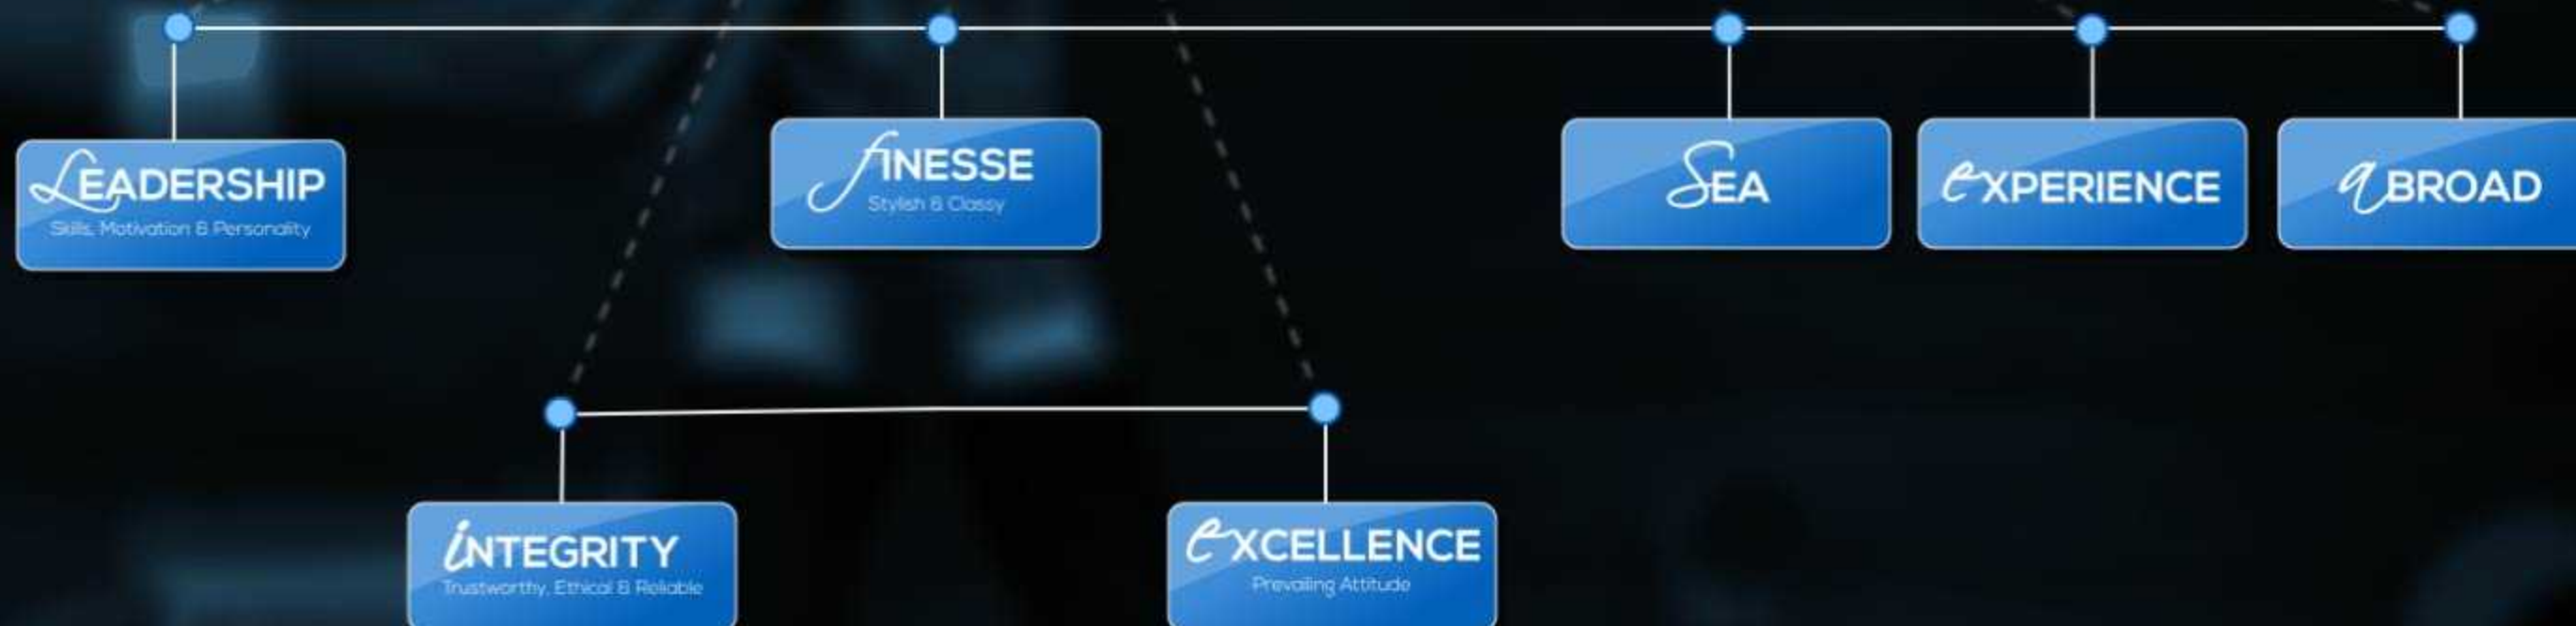 LEADERSHIP
Skills, Motivation & Personality
fINESSE
Stylish & Classy
SEA
eXPERIENCE
aBROAD
iNTEGRITY
Trustworthy, Ethical & Reliable
eXCELLENCE
Prevailing Attitude